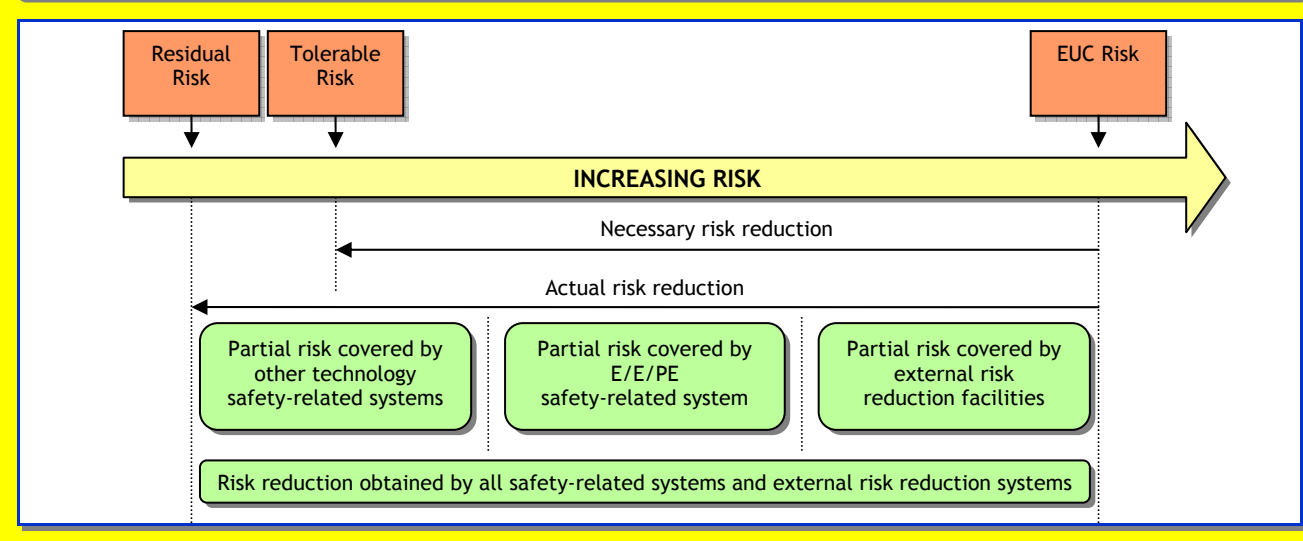 Residual
Risk
Tolerable
Risk
EUC Risk
INCREASING RISK
Necessary risk reduction
Actual risk reduction
Partial risk covered by
other technology
safety-related systems
Partial risk covered by
E/E/PE
safety-related system
Partial risk covered by
external risk
reduction facilities
Risk reduction obtained by all safety-related systems and external risk reduction systems